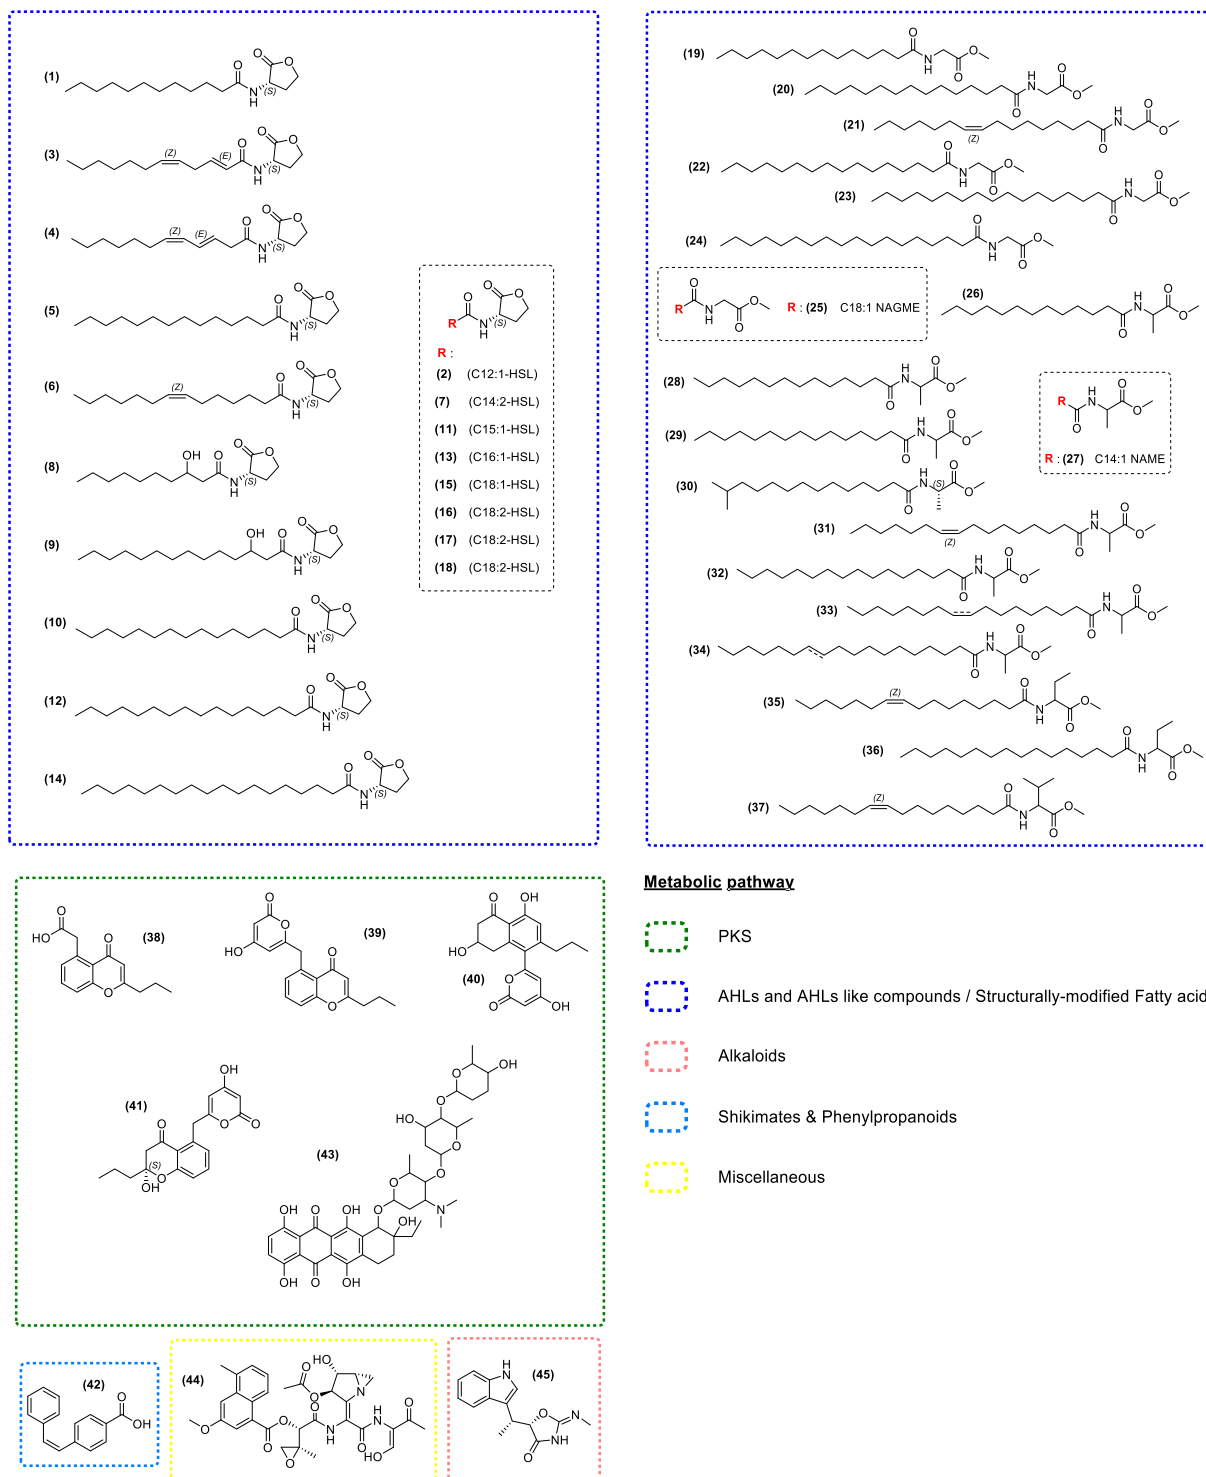 (1)
(3)
(4)
(5)
(6)
(8)
(9)
(10)
(12)
(14)
R
R :
(2) (C12:1-HSL)
(7) (C14:2-HSL)
(11) (C15:1-HSL)
(13) (C16:1-HSL)
(15) (C18:1-HSL)
(16) (C18:2-HSL)
(17) (C18:2-HSL)
(18) (C18:2-HSL)
(19)
(20)
(21)
(22)
(23)
(24)
R : (25) C18:1 NAGME
(26)
(28)
(29)
R : (27) C14:1 NAME
(30)
(31)
(32)
(33)
(34)
(35)
(36)
(37)
(38)
(39)
(40)
(41)
(43)
Metabolic pathway
PKS
AHLs and AHLs like compounds / Structurally-modified Fatty acid
Alkaloids
Shikimates & Phenylpropanoids
Miscellaneous
(42)
(44)
(45)